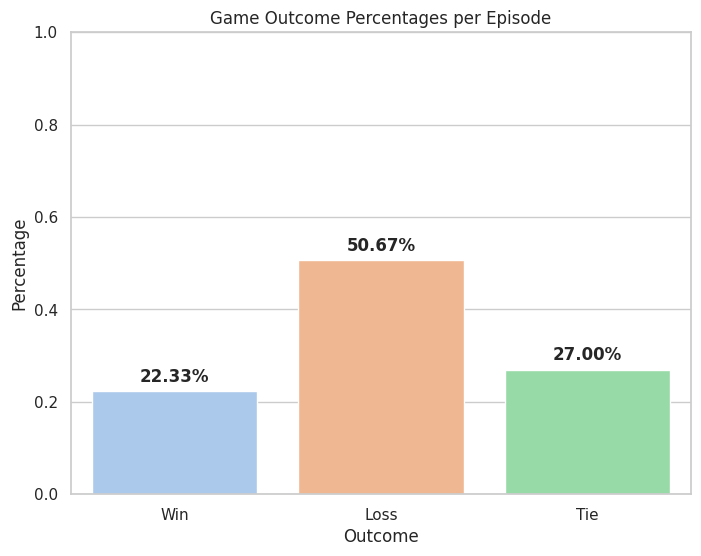 Game Outcome Percentages per Episode
1.0
0.8
0.6
0.4
0.2
0.0
Percentage
22.33%
50.67%
27.00%
Win
Loss
Tie
Outcome